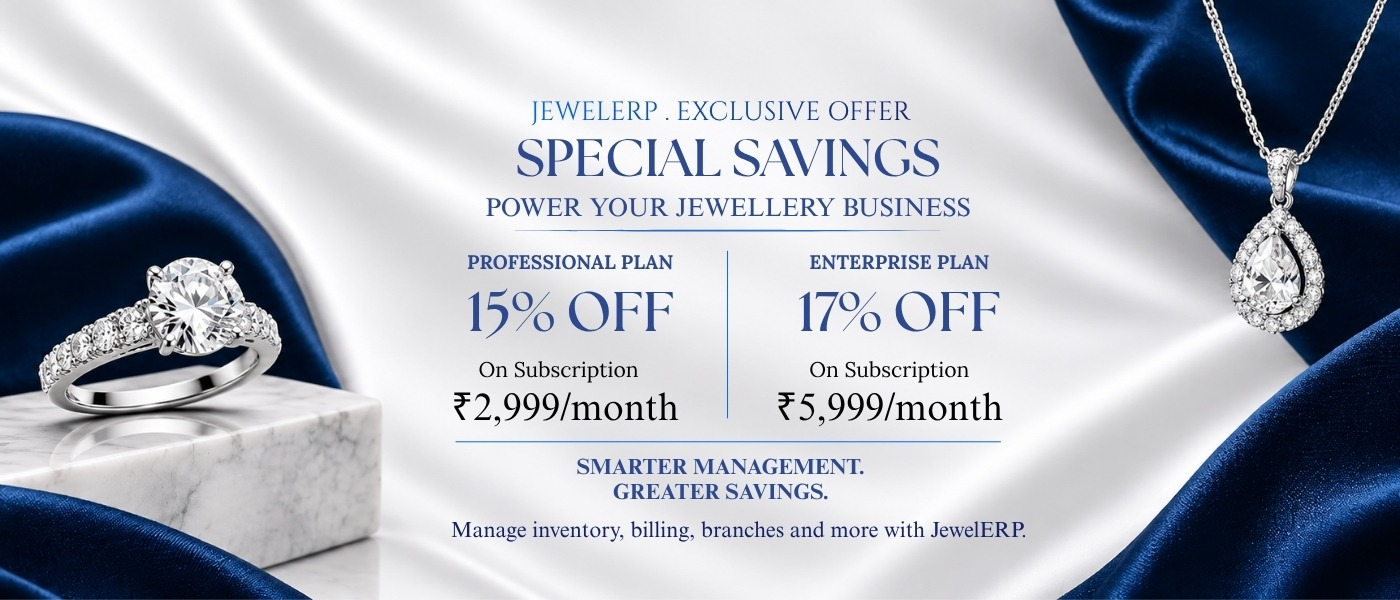 JEWELERP . EXCLUSIVE OFFER
SPECIAL SAVINGS
POWER YOUR JEWELLERY BUSINESS
PROFESSIONAL PLAN
15% OFF
On Subscription
₹2,999/month
ENTERPRISE PLAN
17% OFF
On Subscription
₹5,999/month
SMARTER MANAGEMENT.
GREATER SAVINGS.
Manage inventory, billing, branches and more with JewelERP.